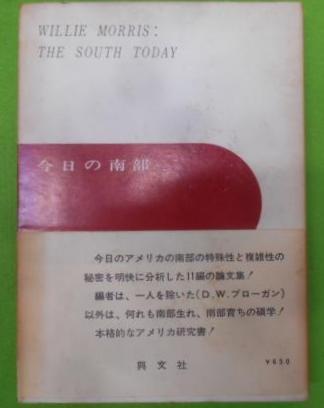 WILLIE MORRIS:
THE SOUTH TODAY
今日の南部
今日のアメリカの南部の特殊性と複雑性の
秘密を明快に分析した11編の論文集!
編者は、一人を除いた(D.W.ブローガン)
以外は、何れも南部生れ、南部育ちの碩学!
本格的なアメリカ研究書!
興文社
¥650